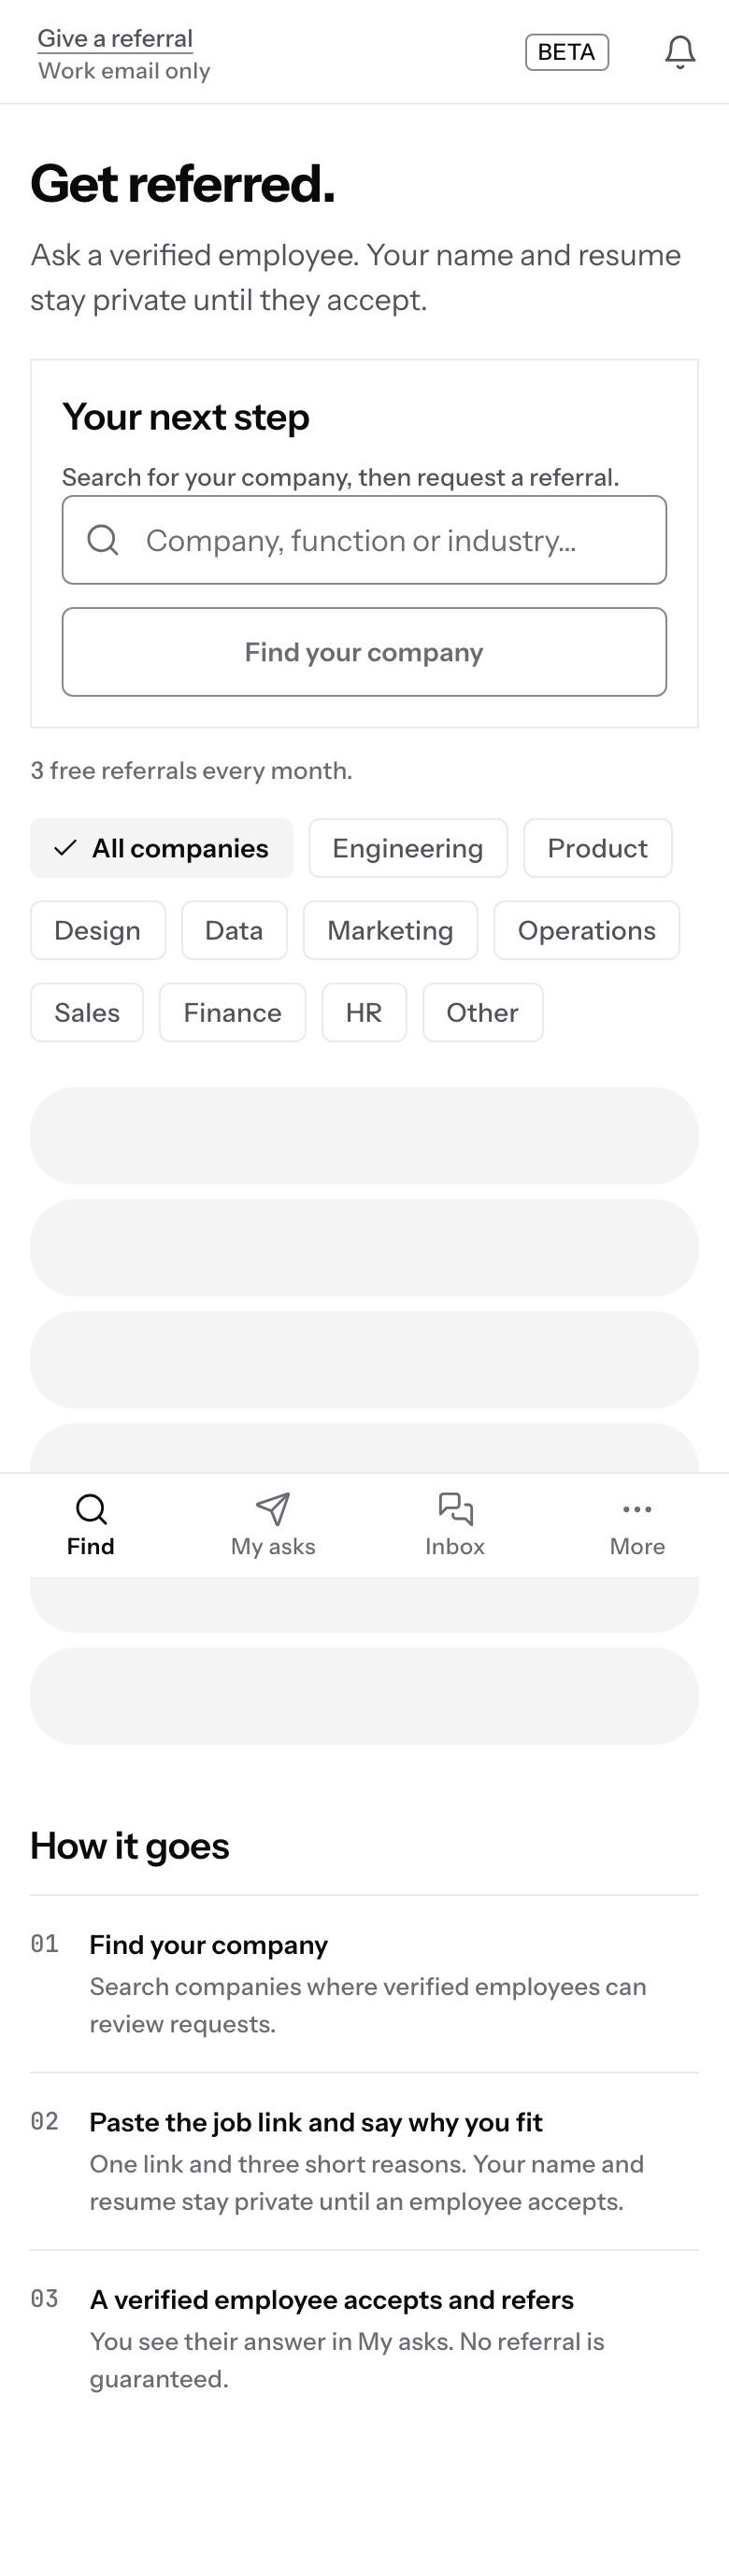 Give a referral
Work email only
BETA
Get referred.
Ask a verified employee. Your name and resume
stay private until they accept.
Your next step
Search for your company, then request a referral.
Company, function or industry...
Find your company
3 free referrals every month.
All companies
Engineering
Product
Design
Data
Marketing
Operations
Sales
Finance
HR
Other
Find
My asks
Inbox
More
How it goes
01 Find your company
Search companies where verified employees can
review requests.
02 Paste the job link and say why you fit
One link and three short reasons. Your name and
resume stay private until an employee accepts.
03 A verified employee accepts and refers
You see their answer in My asks. No referral is
guaranteed.